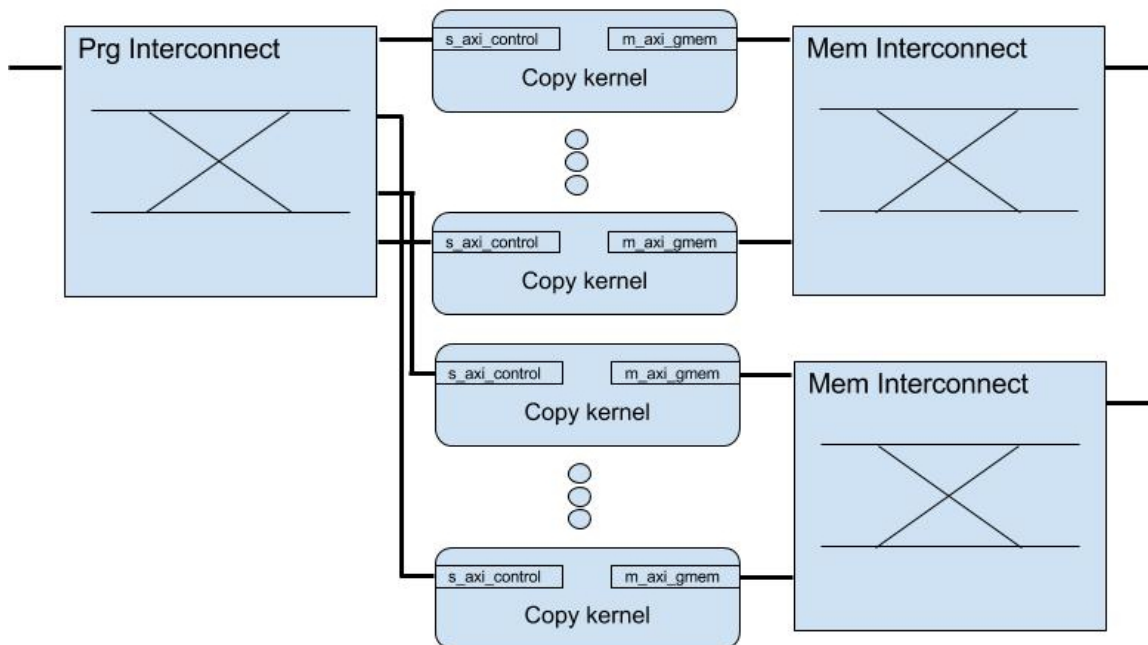 Prg Interconnect
s_axi_control
m_axi_gmem
Copy kernel
Mem Interconnect
s_axi_control
m_axi_gmem
Copy kernel
s_axi_control
m_axi_gmem
Copy kernel
Mem Interconnect
s_axi_control
m_axi_gmem
Copy kernel